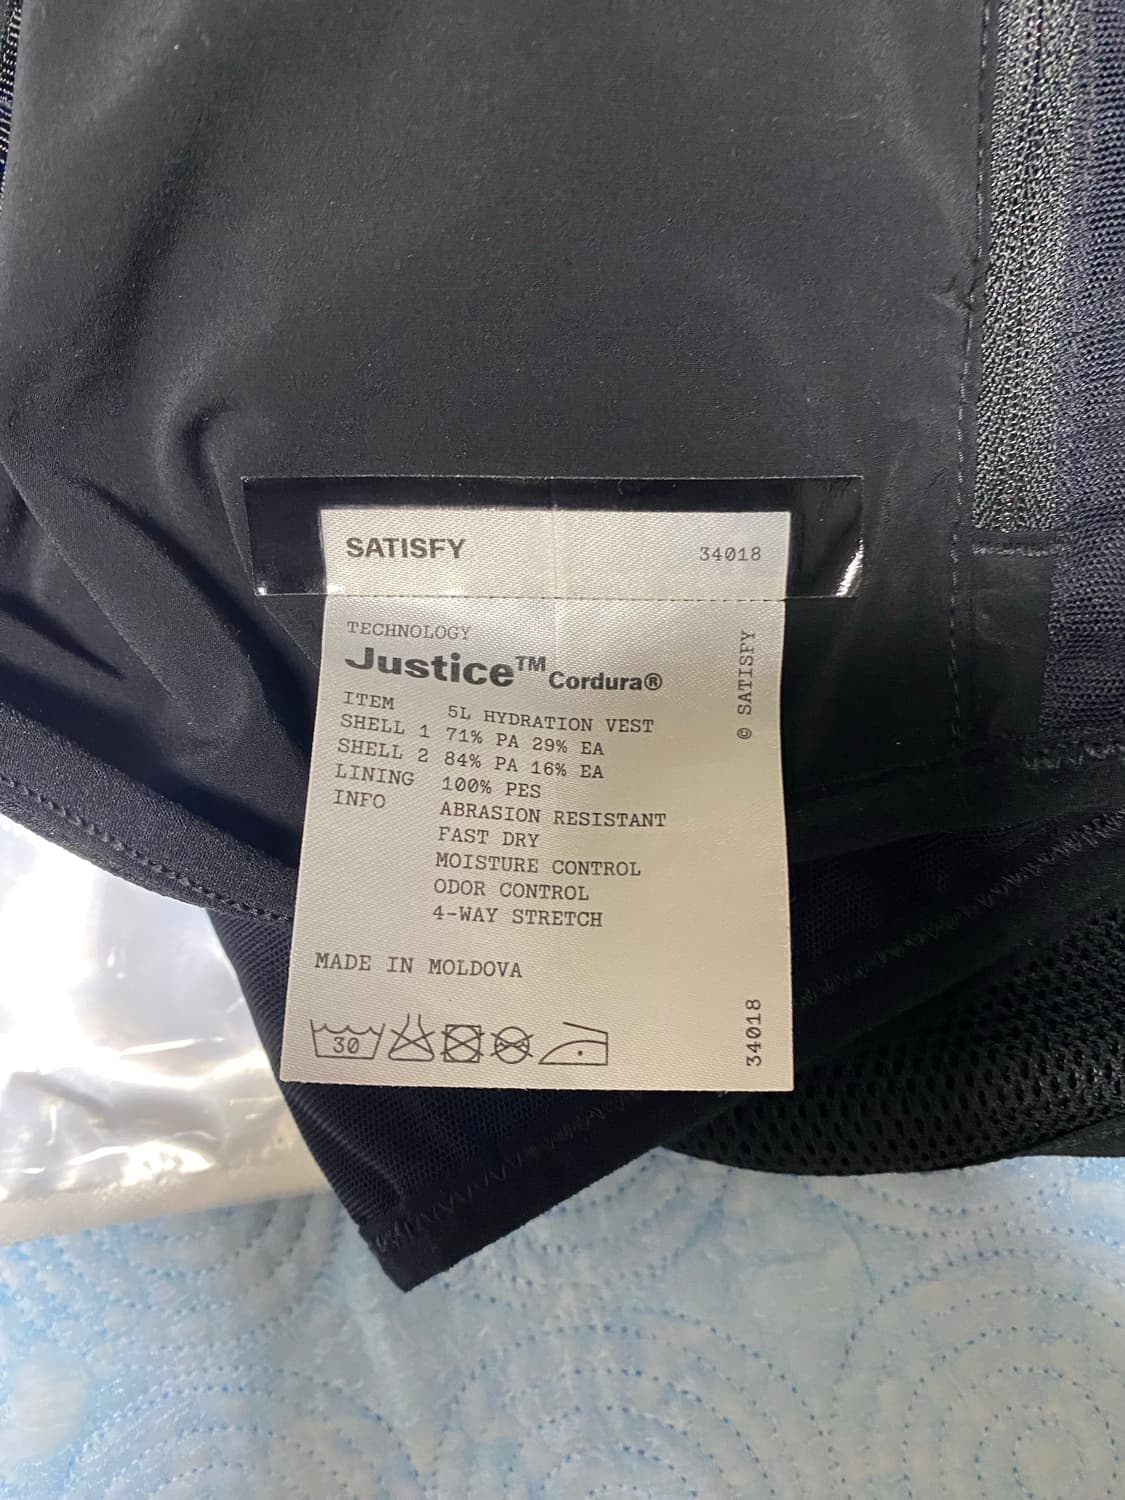 SATISFY 34018
TECHNOLOGY
Justice™ Cordura®
ITEM 5L HYDRATION VEST
SHELL 1 71% PA 29% EA
SHELL 2 84% PA 16% EA
LINING 100% PES
INFO ABRASION RESISTANT
FAST DRY
MOISTURE CONTROL
ODOR CONTROL
4-WAY STRETCH
MADE IN MOLDOVA
30
© SATISFY
34018